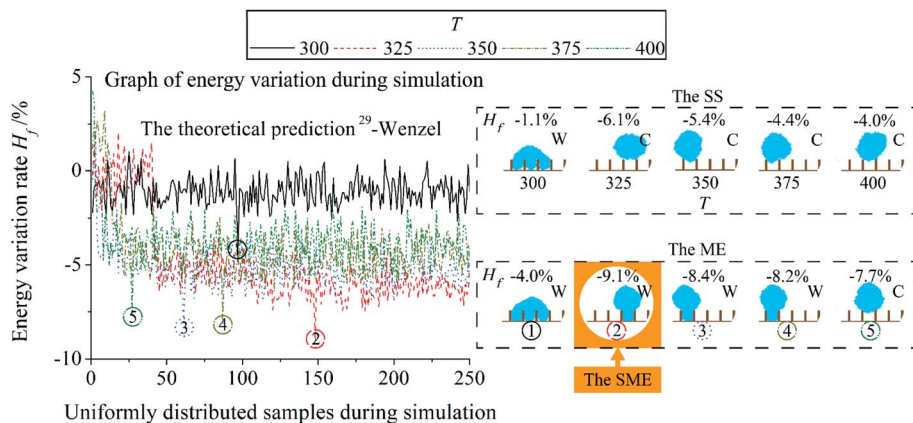 T
300 325 350 375 400
Graph of energy variation during simulation
The theoretical prediction 29-Wenzel
Energy variation rate Hf/%
5
0
-5
-10
0 50 100 150 200 250
Uniformly distributed samples during simulation
1
2
3
4
5
The SS
Hf -1.1% -6.1% -5.4% -4.4% -4.0%
W C C C C
300 325 350 375 400
T
The ME
Hf -4.0% -9.1% -8.4% -8.2% -7.7%
W W W W C
1 2 3 4 5
The SME